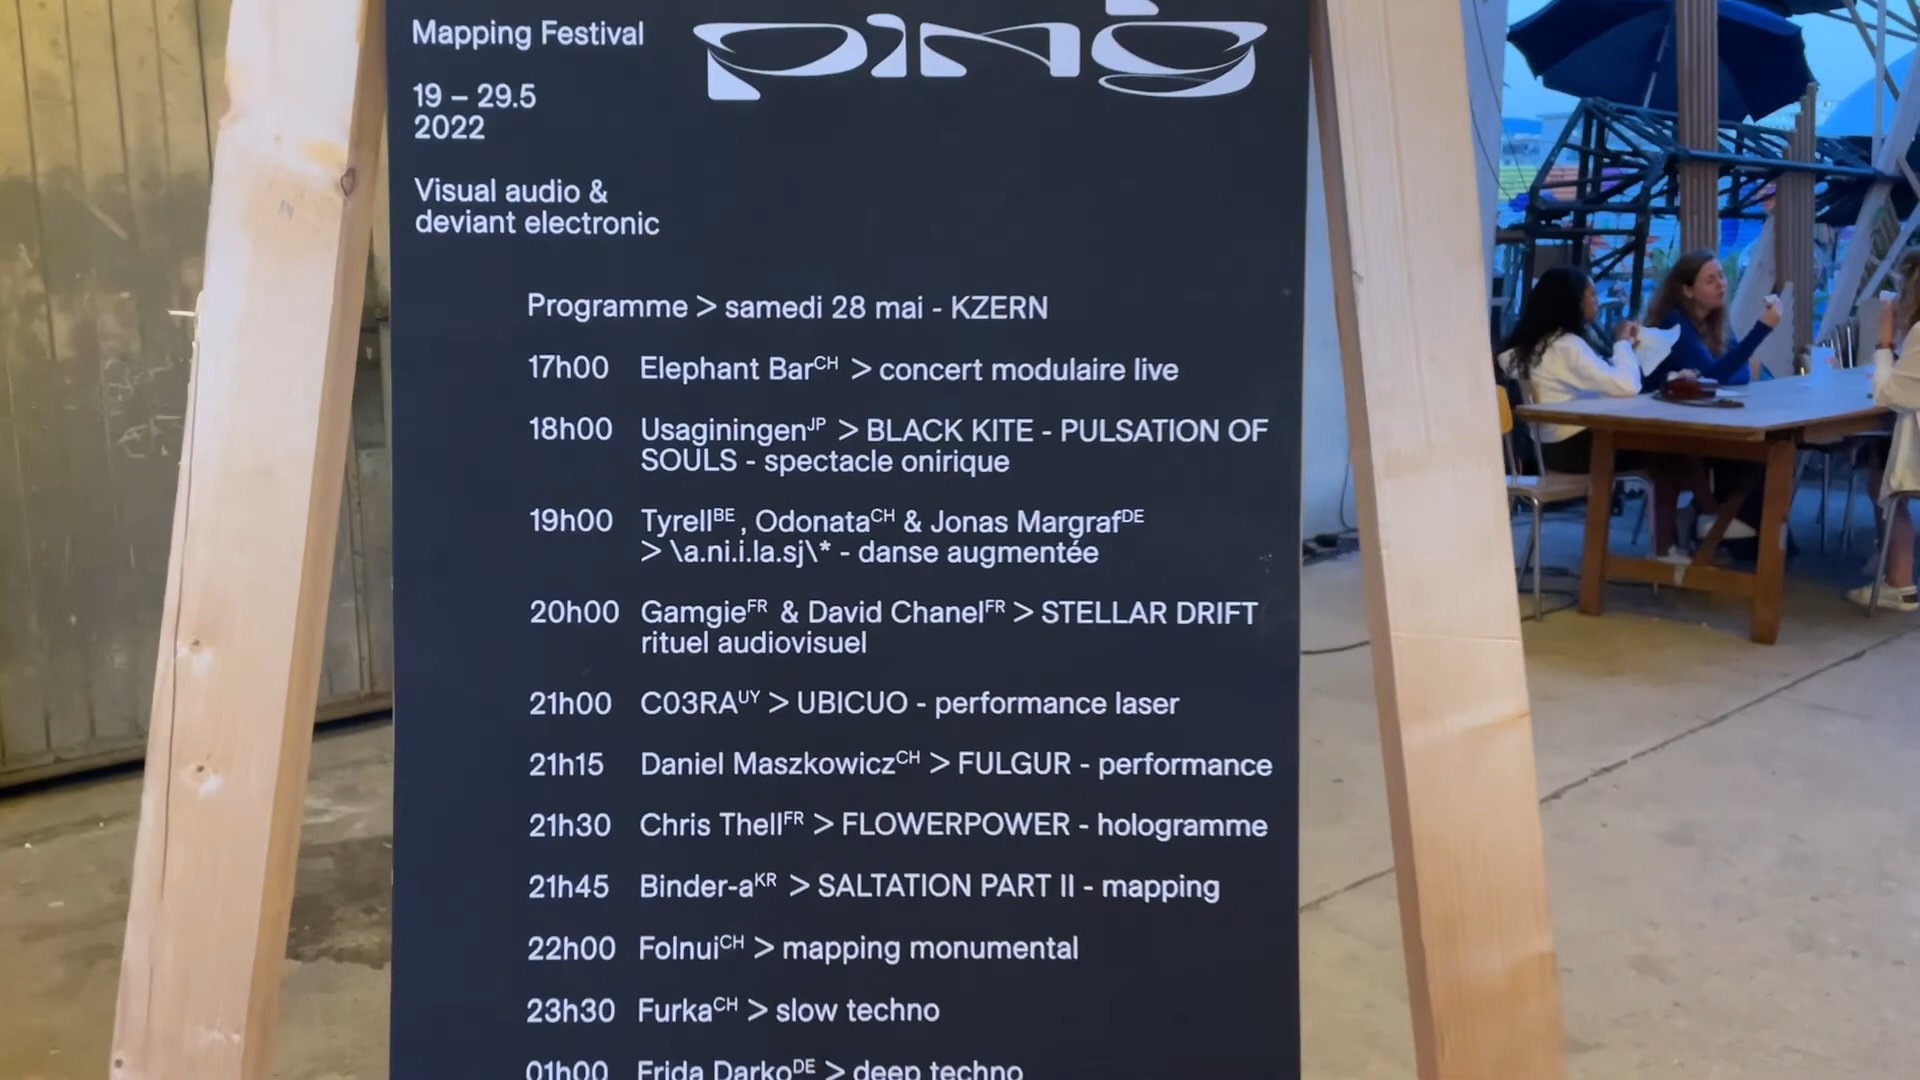 Mapping Festival
ping
19 – 29.5
2022
Visual audio &
deviant electronic
Programme > samedi 28 mai - KZERN
17h00 Elephant BarCH > concert modulaire live
18h00 UsaginingenJP > BLACK KITE - PULSATION OF
SOULS - spectacle onirique
19h00 TyrellBE, OdonataCH & Jonas MargrafDE
> \a.ni.i.la.sj\* - danse augmentée
20h00 GamgieFR & David ChanelFR > STELLAR DRIFT
rituel audiovisuel
21h00 C03RAUY > UBICUO - performance laser
21h15 Daniel MaszkowiczCH > FULGUR - performance
21h30 Chris ThellFR > FLOWERPOWER - hologramme
21h45 Binder-aKR > SALTATION PART II - mapping
22h00 FolnuiCH > mapping monumental
23h30 FurkaCH > slow techno
01h00 Frida DarkoDE > deep techno